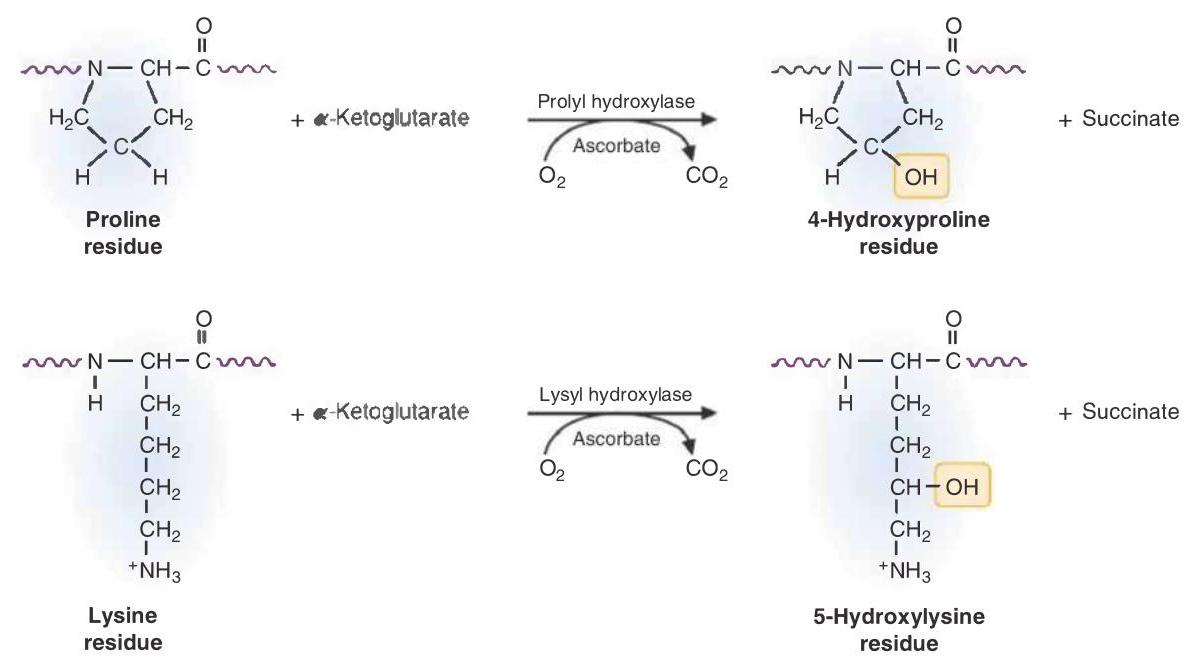 O
N — CH – C
H₂C CH₂
C
H H
Proline
residue
+ α-Ketoglutarate
Prolyl hydroxylase
Ascorbate
O₂ CO₂
O
N — CH – C
H₂C CH₂
C
H OH
4-Hydroxyproline
residue
+ Succinate
O
N — CH – C
H CH₂
CH₂
CH₂
CH₂
⁺NH₃
Lysine
residue
+ α-Ketoglutarate
Lysyl hydroxylase
Ascorbate
O₂ CO₂
O
N — CH – C
H CH₂
CH₂
CH – OH
CH₂
⁺NH₃
5-Hydroxylysine
residue
+ Succinate